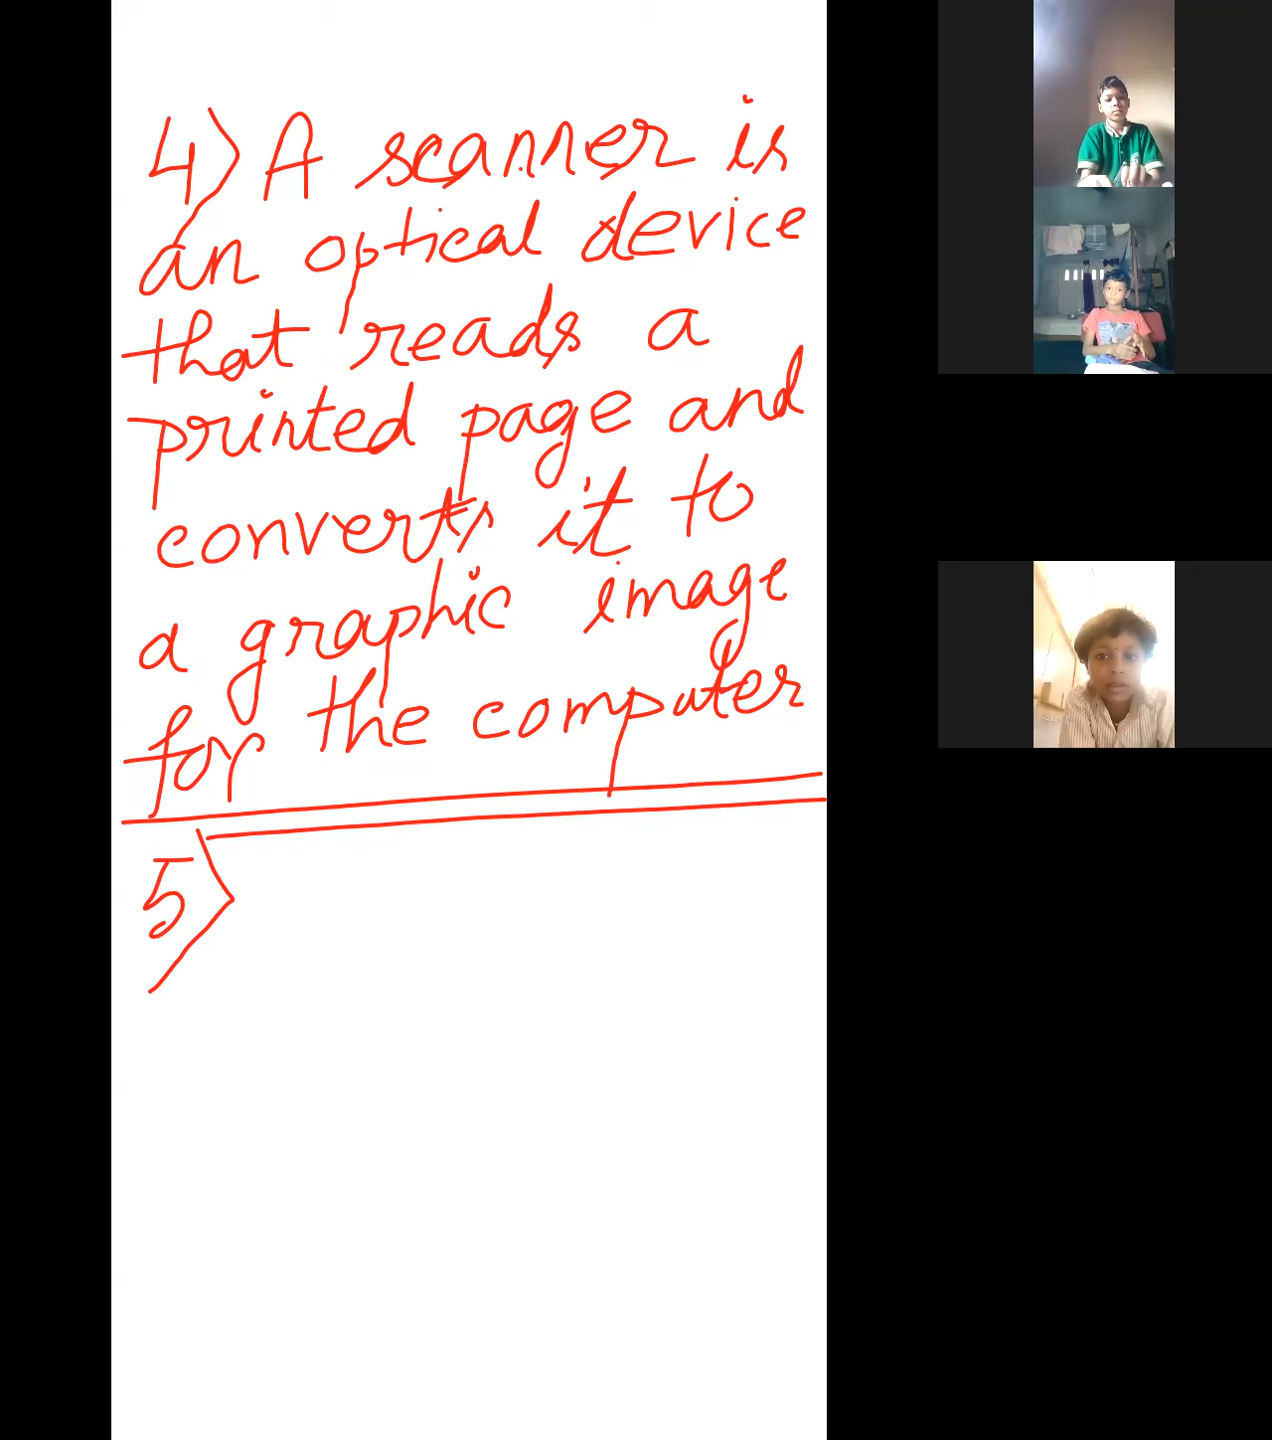 4) A scanner is
an optical device
that reads a
printed page and
converts it to
a graphic image
for the computer
5)